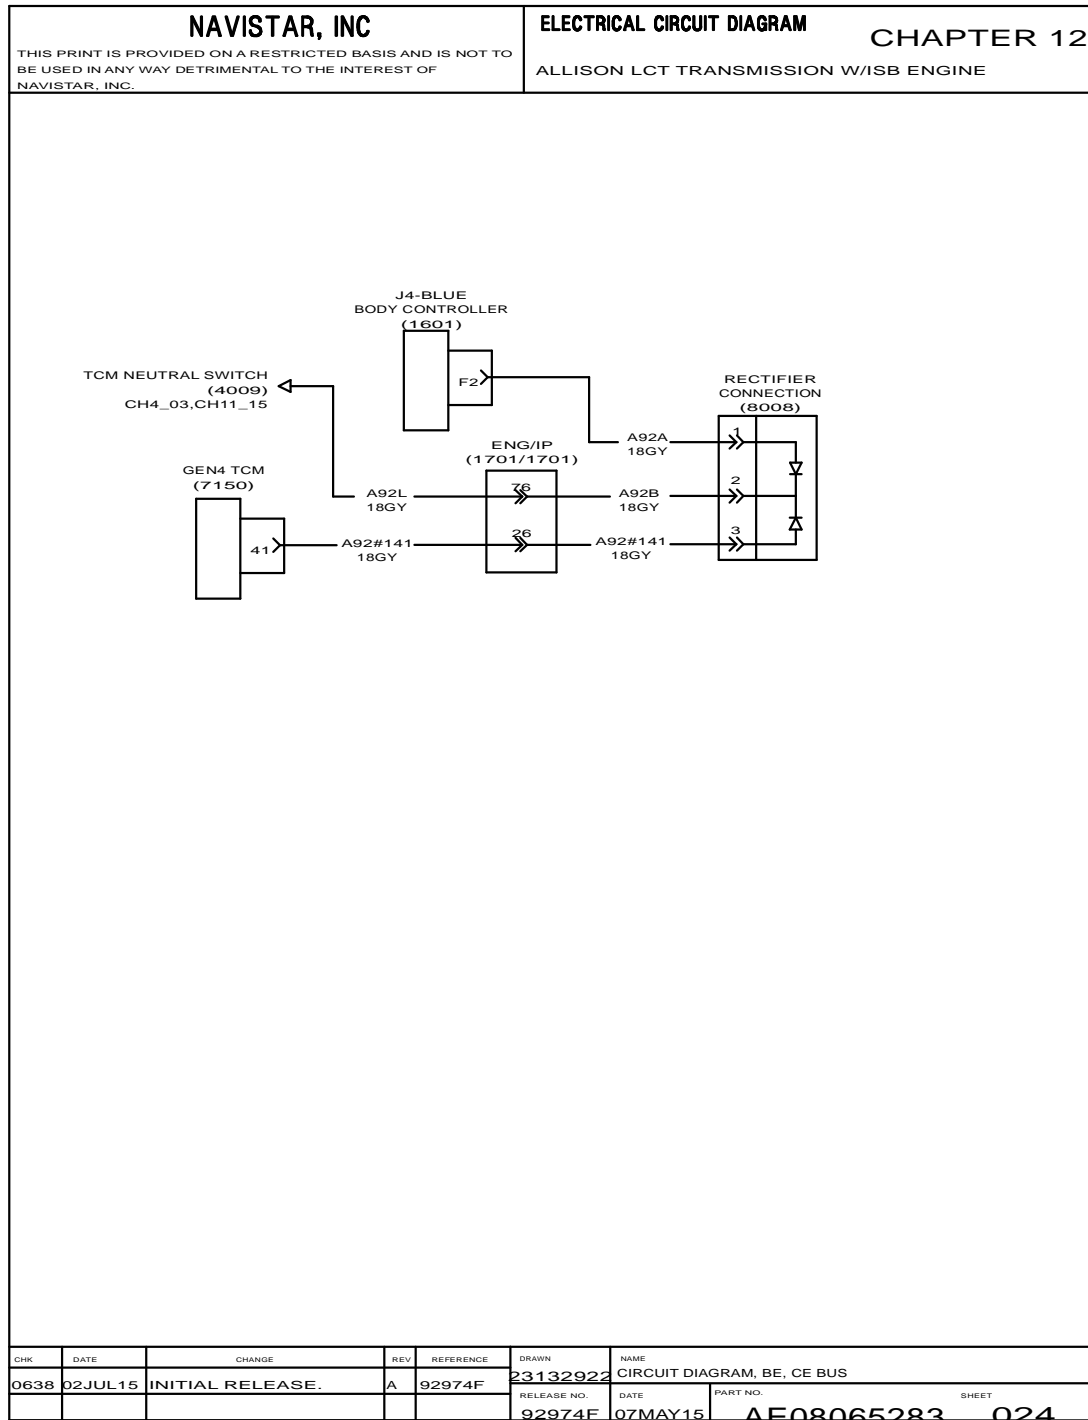 NAVISTAR, INC
THIS PRINT IS PROVIDED ON A RESTRICTED BASIS AND IS NOT TO
BE USED IN ANY WAY DETRIMENTAL TO THE INTEREST OF
NAVISTAR, INC.
ELECTRICAL CIRCUIT DIAGRAM
CHAPTER 12
ALLISON LCT TRANSMISSION W/ISB ENGINE
J4-BLUE
BODY CONTROLLER
(1601)
F2
TCM NEUTRAL SWITCH
(4009)
CH4_03,CH11_15
RECTIFIER
CONNECTION
(8008)
1
2
3
A92A
18GY
ENG/IP
(1701/1701)
76
26
GEN4 TCM
(7150)
41
A92L
18GY
A92B
18GY
A92#141
18GY
A92#141
18GY
CHK DATE CHANGE REV REFERENCE
0638 02JUL15 INITIAL RELEASE. A 92974F
DRAWN
23132922
NAME
CIRCUIT DIAGRAM, BE, CE BUS
RELEASE NO.
92974F
DATE
07MAY15
PART NO.
AE08065283
SHEET
024